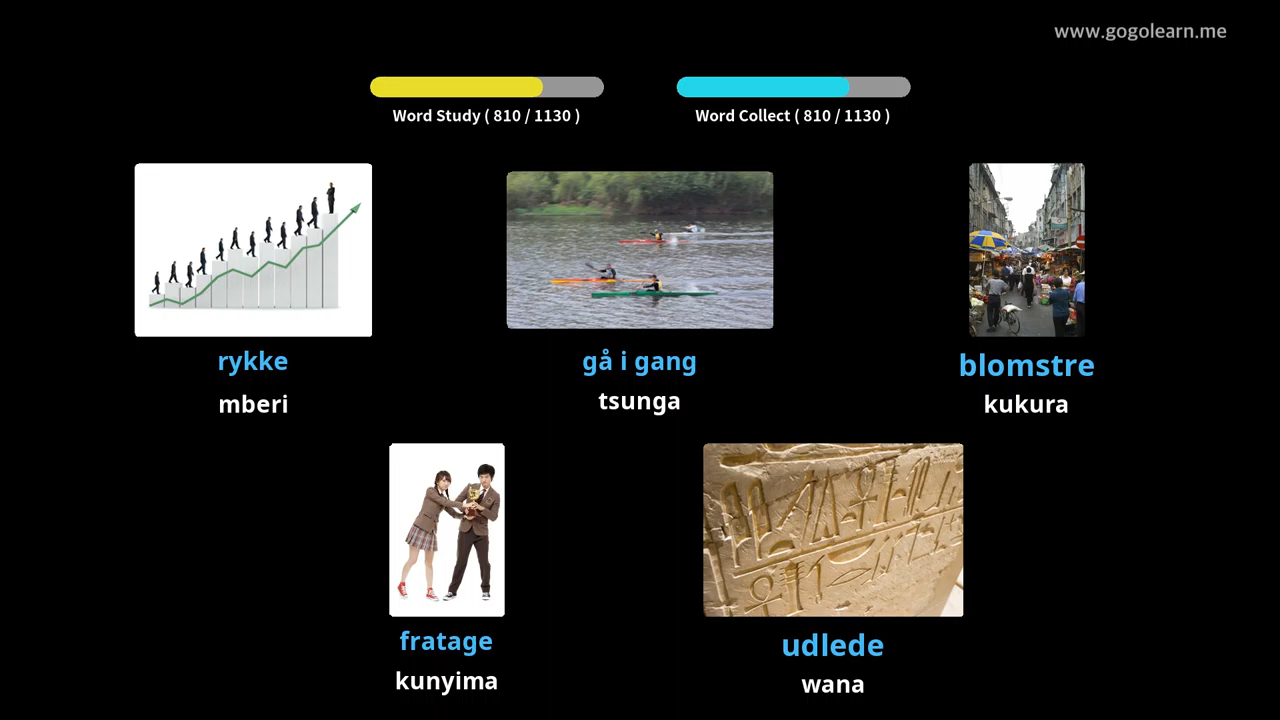 www.gogolearn.me
Word Study ( 810 / 1130 )
Word Collect ( 810 / 1130 )
rykke
mberi
gå i gang
tsunga
blomstre
kukura
fratage
kunyima
udlede
wana